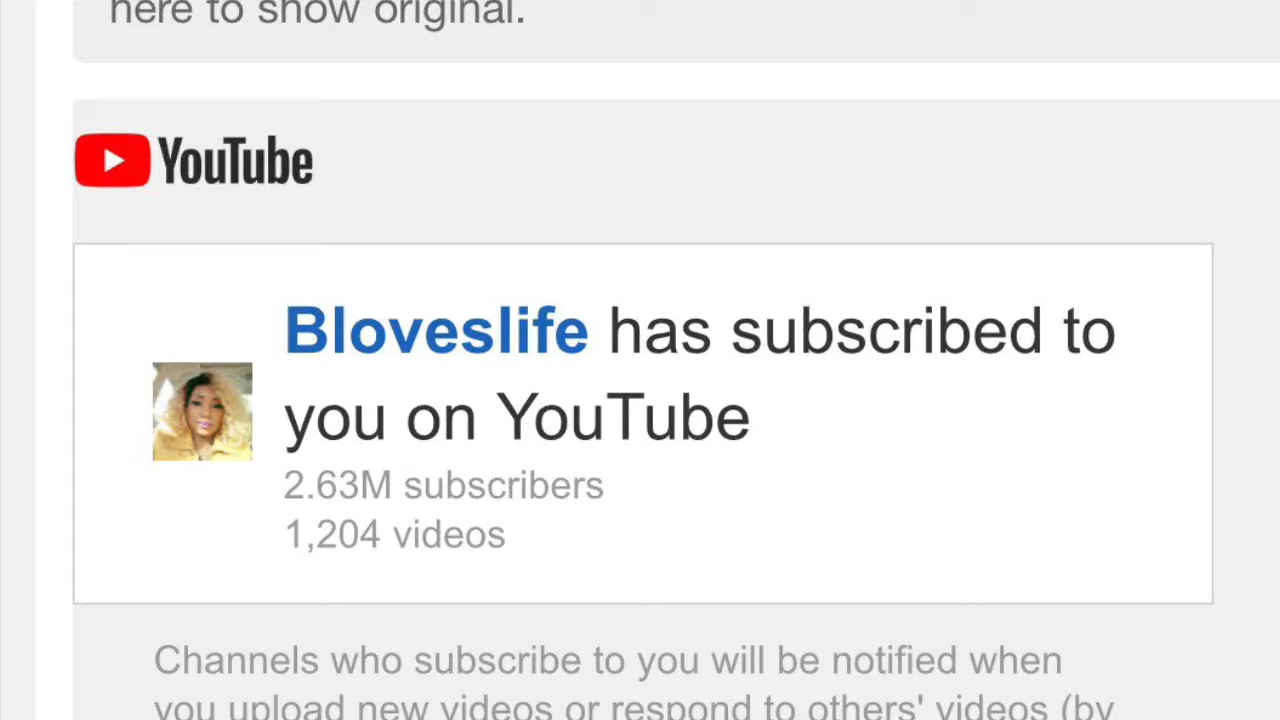 here to show original.
YouTube
Bloveslife has subscribed to
you on YouTube
2.63M subscribers
1,204 videos
Channels who subscribe to you will be notified when
you upload new videos or respond to others' videos (by